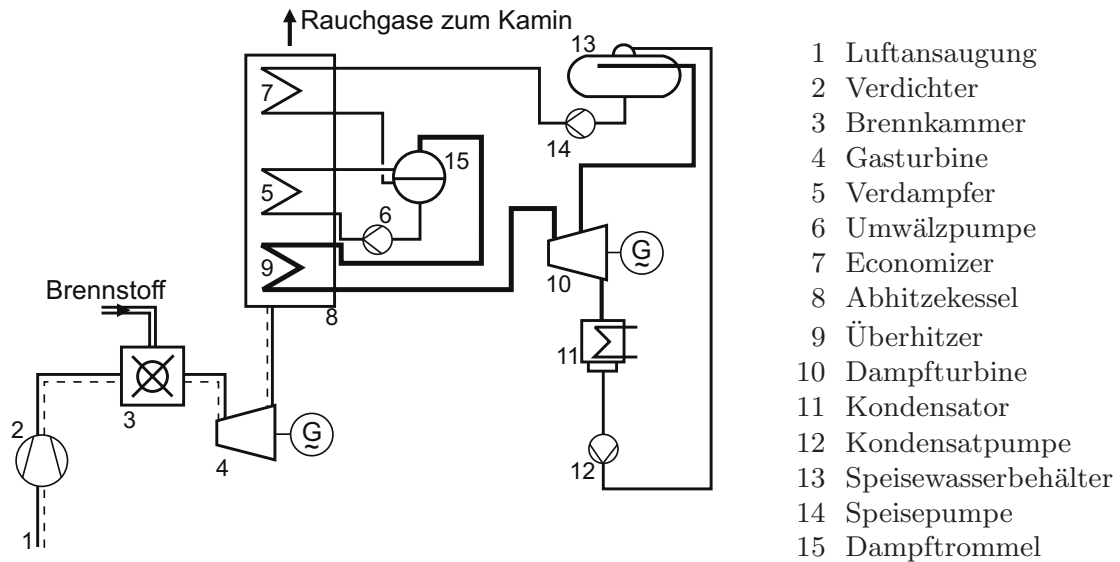 Rauchgase zum Kamin
13
7
14
15
5
6
G
~
10
9
8
Brennstoff
11
3
2
G
~
4
12
1
1 Luftansaugung
2 Verdichter
3 Brennkammer
4 Gasturbine
5 Verdampfer
6 Umwälzpumpe
7 Economizer
8 Abhitzekessel
9 Überhitzer
10 Dampfturbine
11 Kondensator
12 Kondensatpumpe
13 Speisewasserbehälter
14 Speisepumpe
15 Dampftrommel